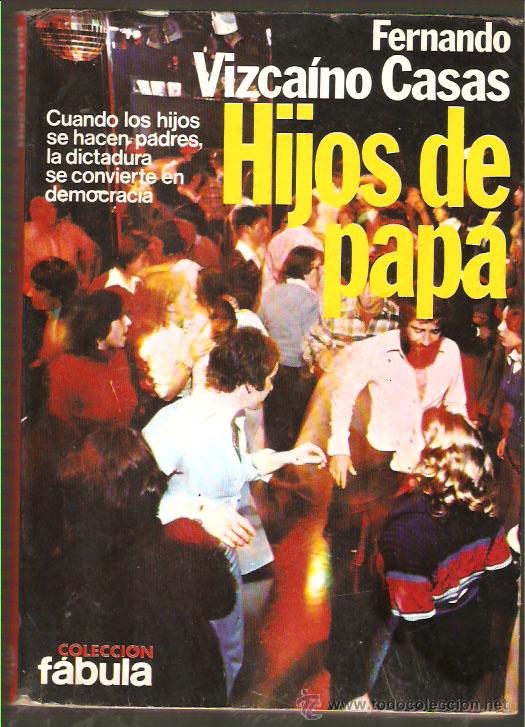 Fernando
Vizcaíno Casas
Hijos de
papá
Cuando los hijos
se hacen padres,
la dictadura
se convierte en
democracia
COLECCIÓN
fábula
www.todocoleccion.net